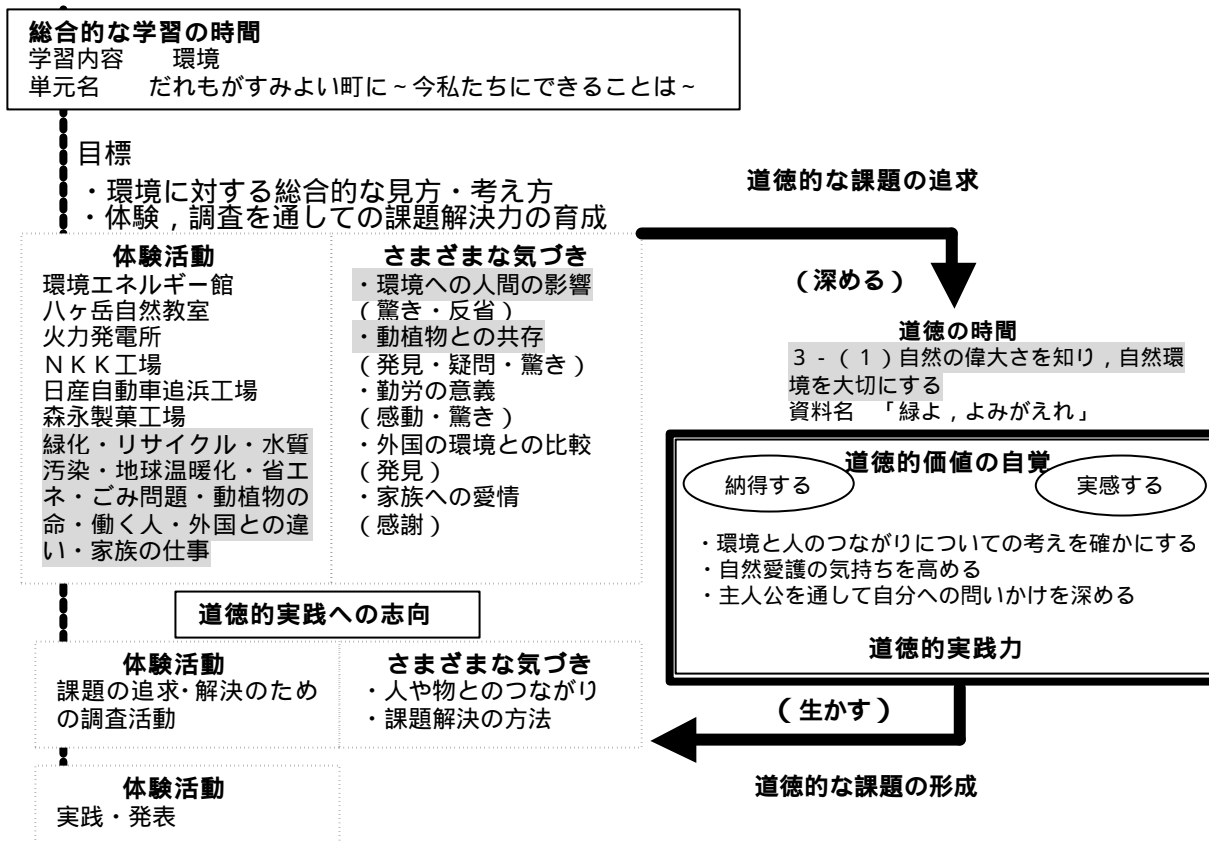 総合的な学習の時間
学習内容　　環境
単元名　　だれもがすみよい町に～今私たちにできることは～
目標
・環境に対する総合的な見方・考え方
・体験，調査を通しての課題解決力の育成
体験活動
環境エネルギー館
八ヶ岳自然教室
火力発電所
ＮＫＫ工場
日産自動車追浜工場
森永製菓工場
緑化・リサイクル・水質
汚染・地球温暖化・省エ
ネ・ごみ問題・動植物の
命・働く人・外国との違
い・家族の仕事
さまざまな気づき
・環境への人間の影響
（驚き・反省）
・動植物との共存
（発見・疑問・驚き）
・勤労の意義
（感動・驚き）
・外国の環境との比較
（発見）
・家族への愛情
（感謝）
道徳的な課題の追求
（深める）
道徳の時間
３－（１）自然の偉大さを知り，自然環
境を大切にする
資料名　「緑よ，よみがえれ」
道徳的価値の自覚
納得する
実感する
・環境と人のつながりについての考えを確かにする
・自然愛護の気持ちを高める
・主人公を通して自分への問いかけを深める
道徳的実践力
（生かす）
道徳的な課題の形成
道徳的実践への志向
体験活動
課題の追求・解決のため
の調査活動
さまざまな気づき
・人や物とのつながり
・課題解決の方法
体験活動
実践・発表